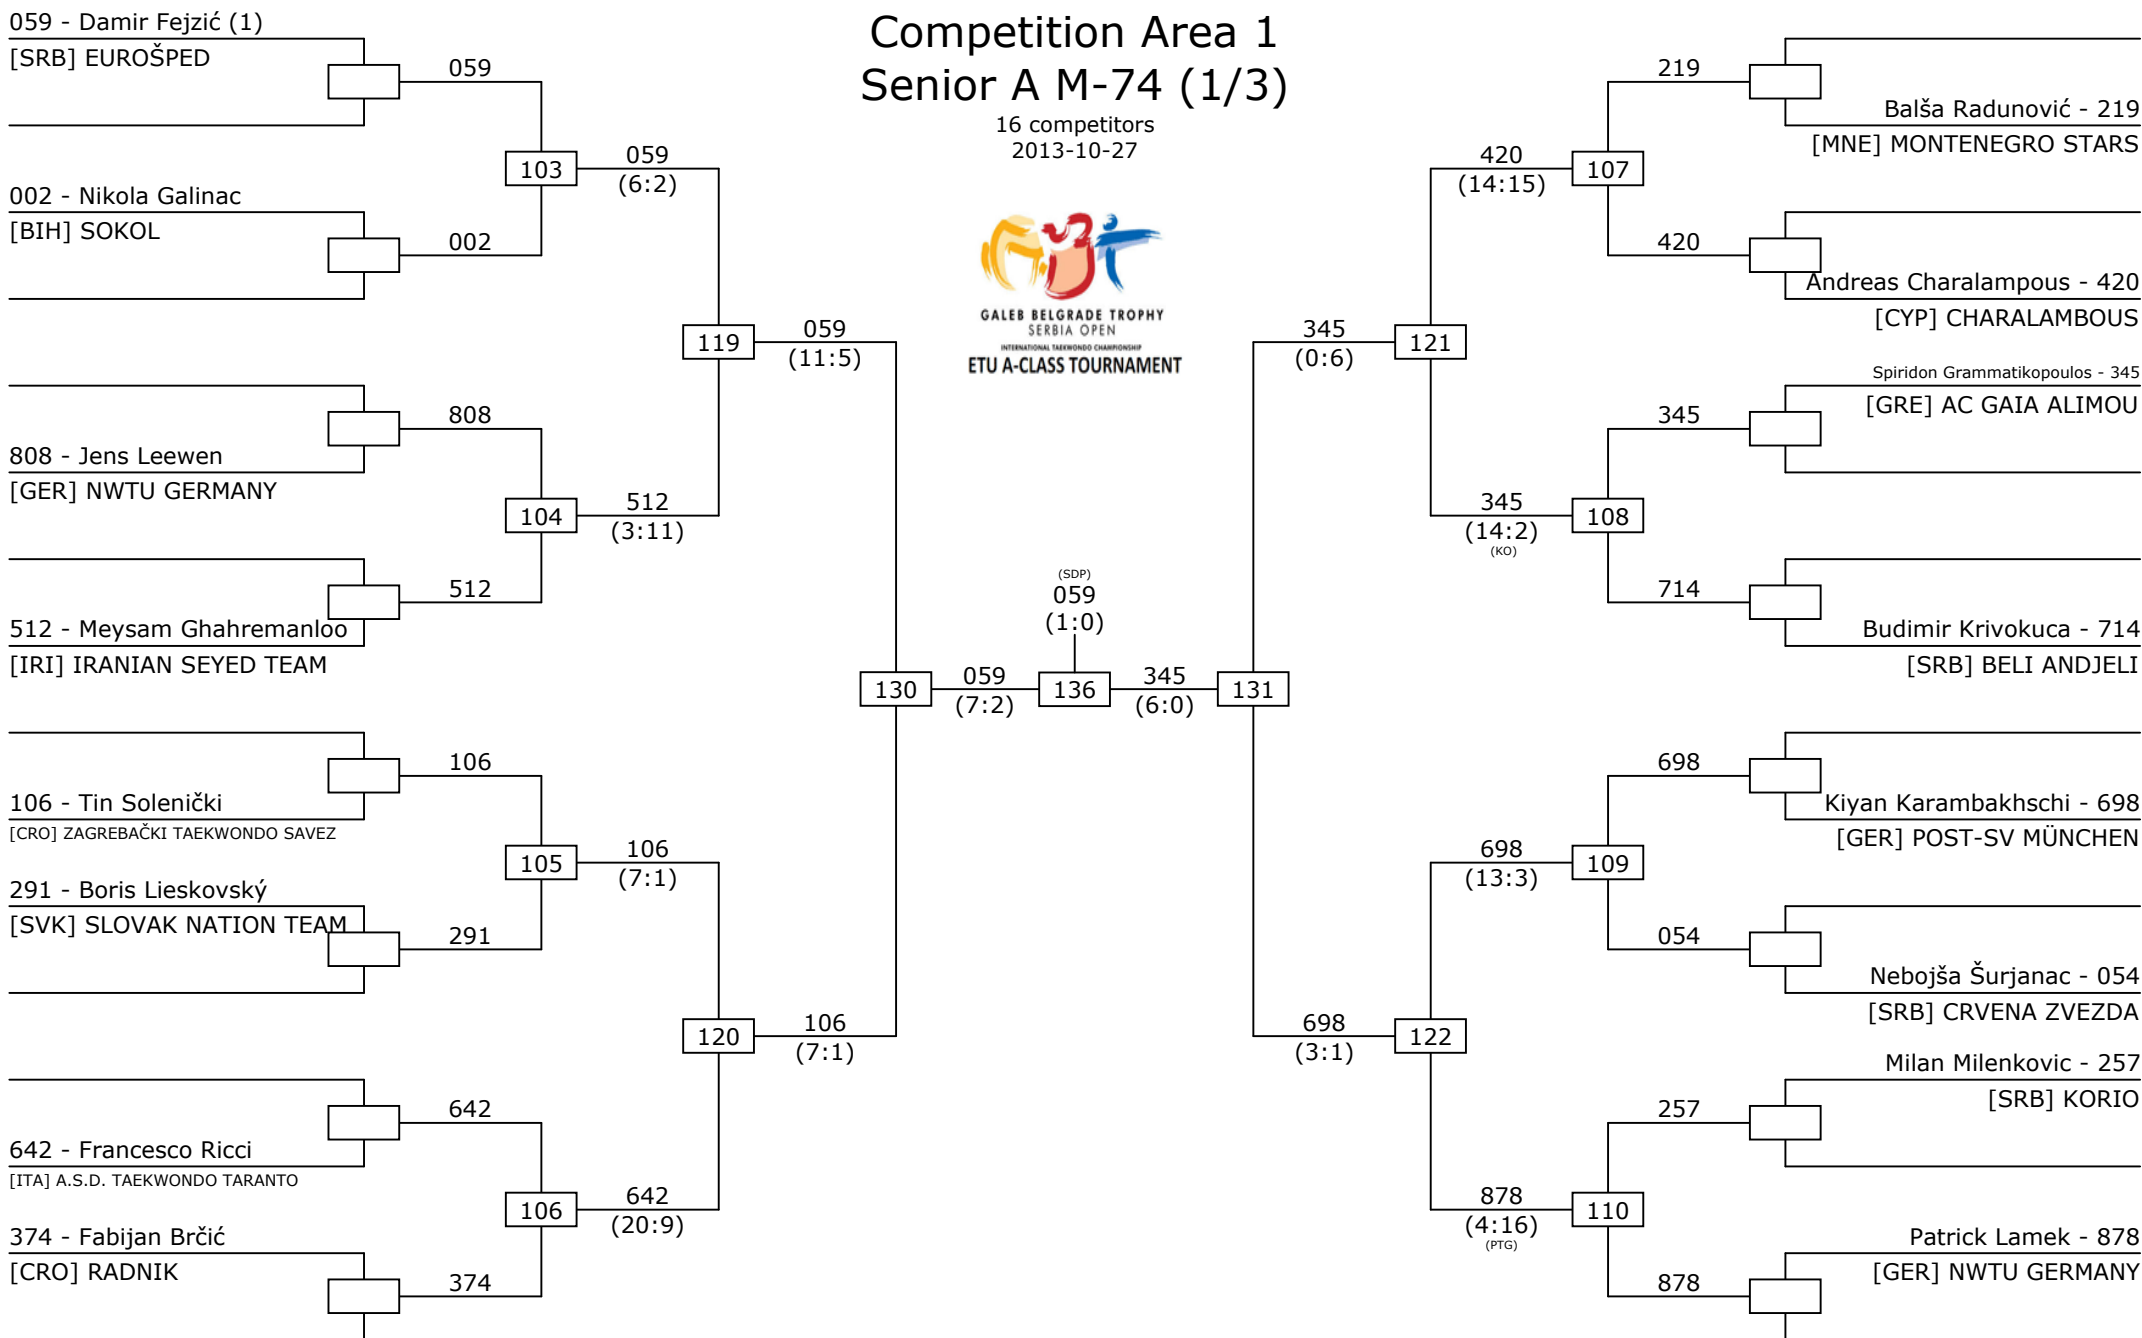 Competition Area 1
Senior A M-74 (1/3)
16 competitors
2013-10-27
GALEB BELGRADE TROPHY
SERBIA OPEN
INTERNATIONAL TAEKWONDO CHAMPIONSHIP
ETU A-CLASS TOURNAMENT
059 - Damir Fejzić (1)
[SRB] EUROŠPED
059
002 - Nikola Galinac
[BIH] SOKOL
002
103
059
(6:2)
808
808 - Jens Leewen
[GER] NWTU GERMANY
512
512 - Meysam Ghahremanloo
[IRI] IRANIAN SEYED TEAM
104
512
(3:11)
119
059
(11:5)
106
106 - Tin Solenički
[CRO] ZAGREBAČKI TAEKWONDO SAVEZ
291 - Boris Lieskovský
[SVK] SLOVAK NATION TEAM
291
105
106
(7:1)
642
642 - Francesco Ricci
[ITA] A.S.D. TAEKWONDO TARANTO
374 - Fabijan Brčić
[CRO] RADNIK
374
106
642
(20:9)
120
106
(7:1)
130
059
(7:2)
(SDP)
059
(1:0)
136
345
(6:0)
131
345
(0:6)
121
420
(14:15)
107
219
Balša Radunović - 219
[MNE] MONTENEGRO STARS
420
Andreas Charalampous - 420
[CYP] CHARALAMBOUS
Spiridon Grammatikopoulos - 345
[GRE] AC GAIA ALIMOU
345
345
(14:2)
(KO)
108
714
Budimir Krivokuca - 714
[SRB] BELI ANDJELI
698
Kiyan Karambakhschi - 698
[GER] POST-SV MÜNCHEN
698
(13:3)
109
054
Nebojša Šurjanac - 054
[SRB] CRVENA ZVEZDA
698
(3:1)
122
Milan Milenkovic - 257
[SRB] KORIO
257
878
(4:16)
(PTG)
110
Patrick Lamek - 878
[GER] NWTU GERMANY
878